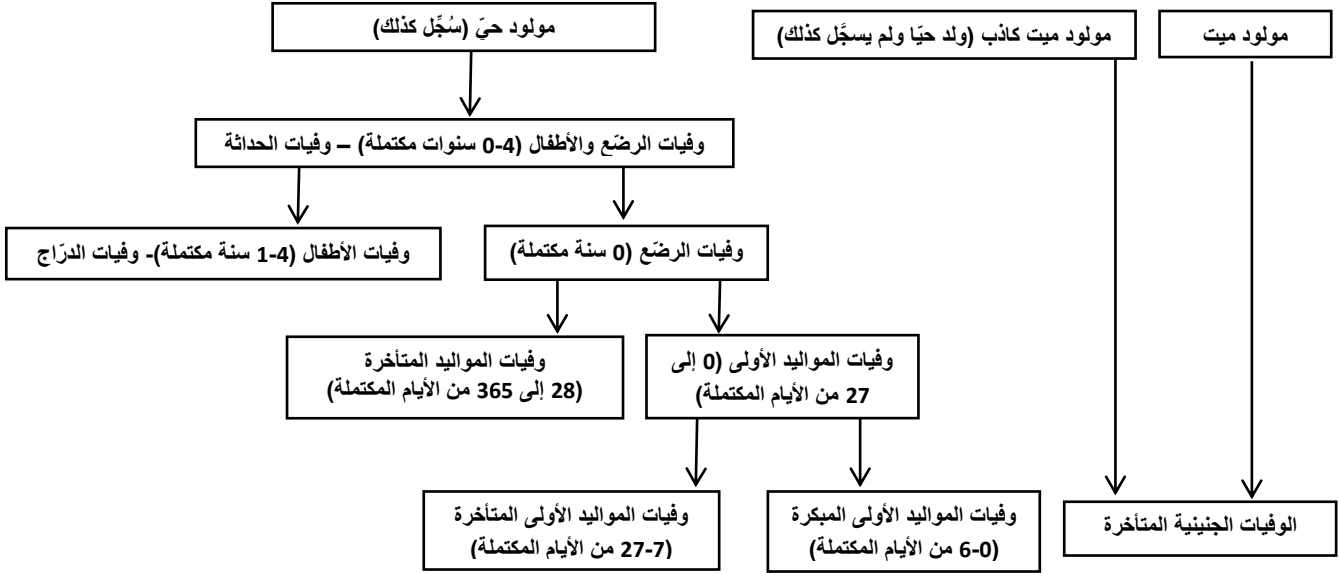 مولود ميت
مولود ميت كاذب (ولد حيّا ولم يسجَّل كذلك)
مولود حيّ (سُجِّل كذلك)
وفيات الرضّع والأطفال (0-4 سنوات مكتملة) – وفيات الحداثة
وفيات الرضّع (0 سنة مكتملة)
وفيات الأطفال (1-4 سنة مكتملة)- وفيات الدرّاج
وفيات المواليد الأولى (0 إلى
27 من الأيام المكتملة)
وفيات المواليد المتأخرة
(28 إلى 365 من الأيام المكتملة)
الوفيات الجنينية المتأخرة
وفيات المواليد الأولى المبكرة
(0-6 من الأيام المكتملة)
وفيات المواليد الأولى المتأخرة
(7-27 من الأيام المكتملة)